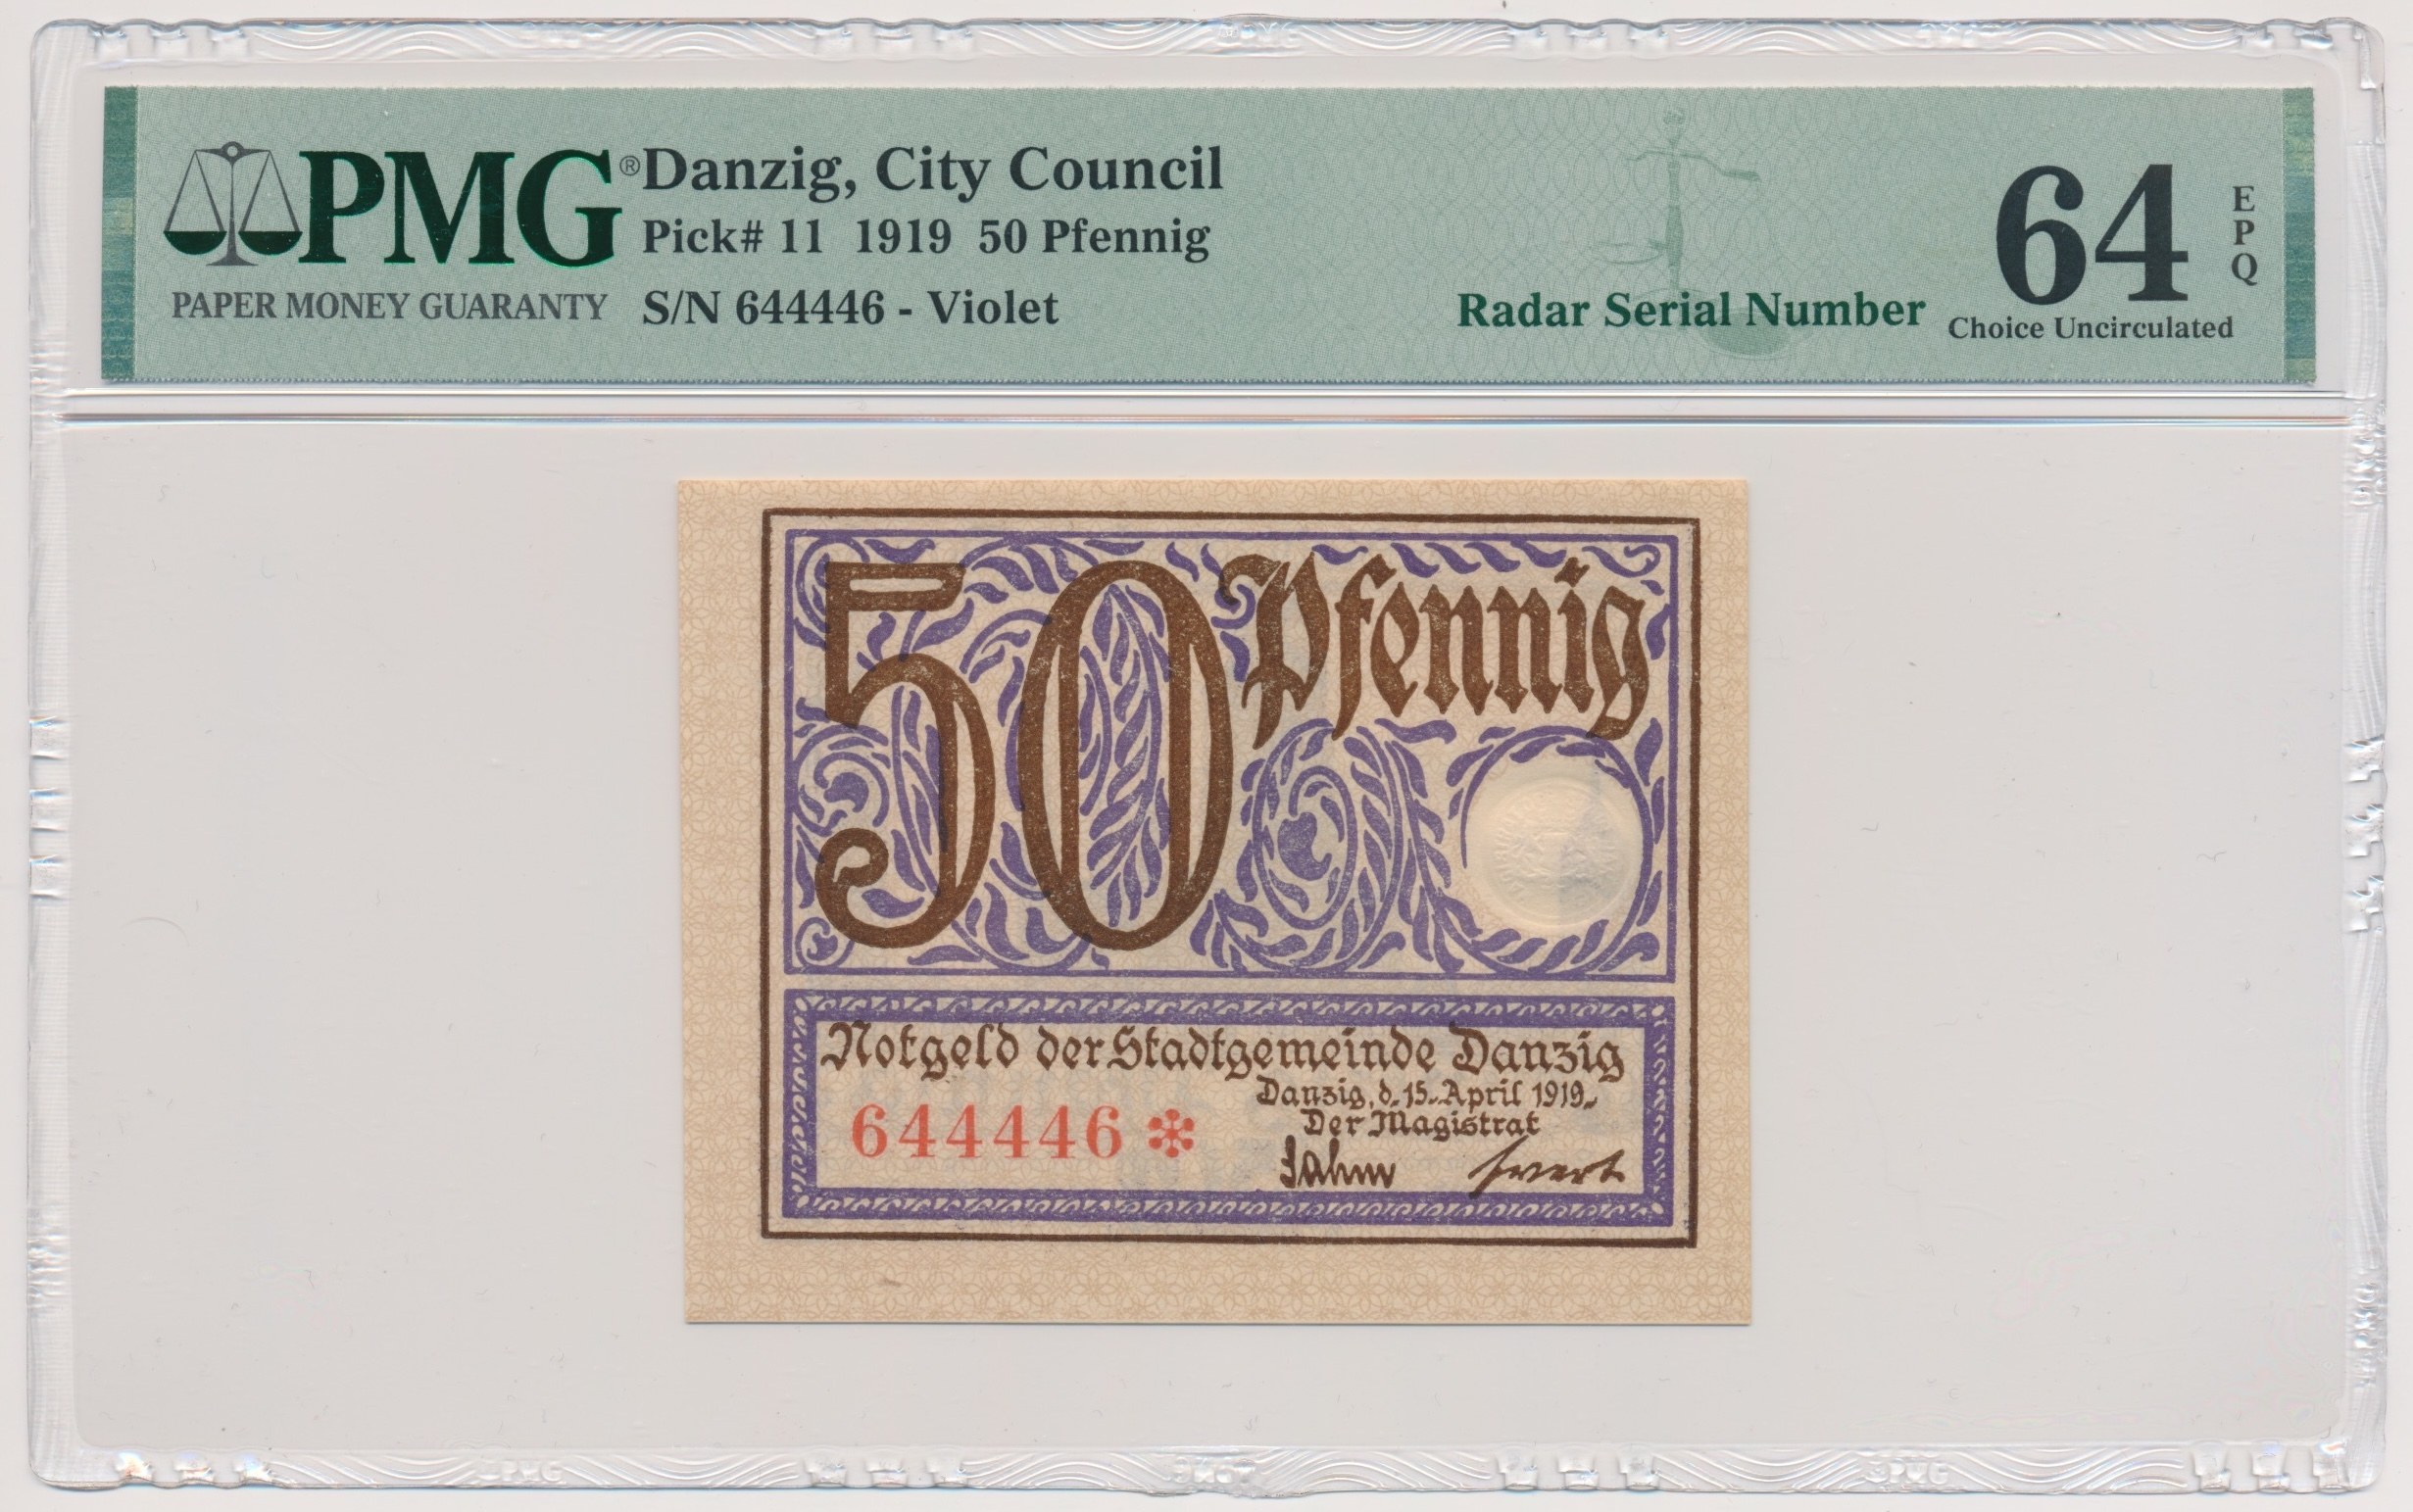 PMG® Danzig, City Council
Pick# 11 1919 50 Pfennig
PAPER MONEY GUARANTY S/N 644446 - Violet
Radar Serial Number
64 EPQ
Choice Uncirculated
50 Pfennig
Notgeld der Stadtgemeinde Danzig
Danzig, d. 15. April 1919.
Der Magistrat
644446 *
Sahm